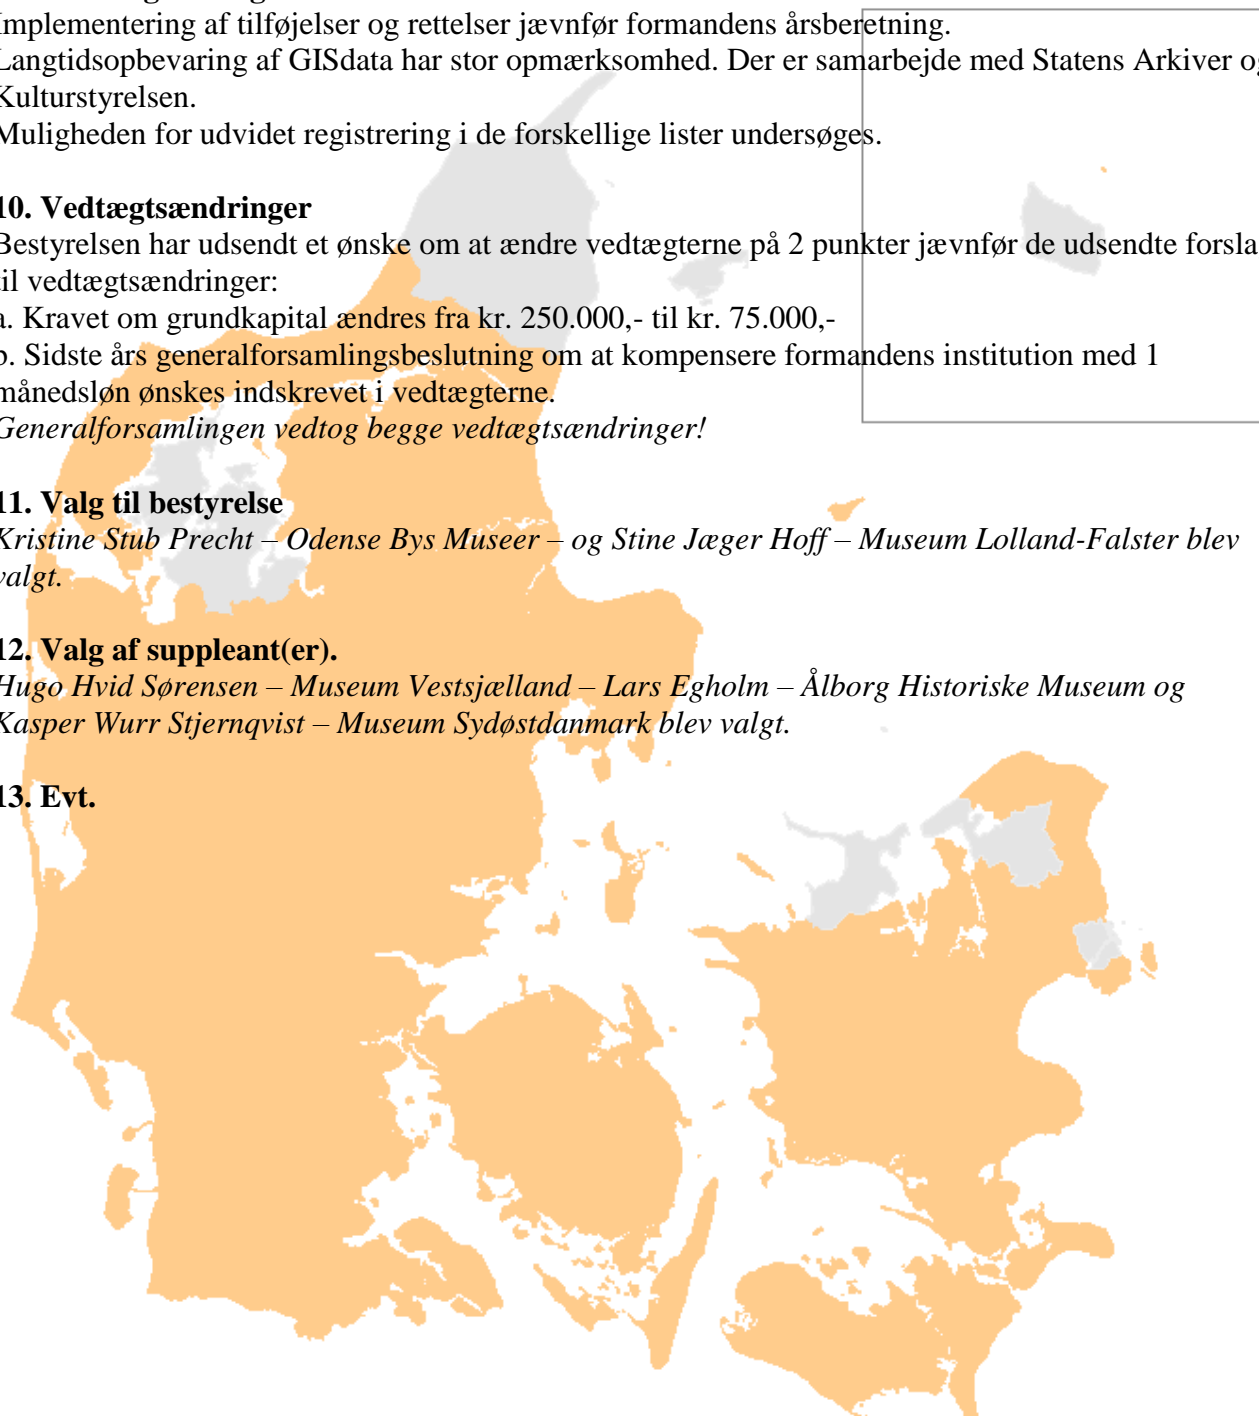 Implementering af tilføjelser og rettelser jævnfør formandens årsberetning.
Langtidsopbevaring af GISdata har stor opmærksomhed. Der er samarbejde med Statens Arkiver og
Kulturstyrelsen.
Muligheden for udvidet registrering i de forskellige lister undersøges.
10. Vedtægtsændringer
Bestyrelsen har udsendt et ønske om at ændre vedtægterne på 2 punkter jævnfør de udsendte forsla
til vedtægtsændringer:
a. Kravet om grundkapital ændres fra kr. 250.000,- til kr. 75.000,-
b. Sidste års generalforsamlingsbeslutning om at kompensere formandens institution med 1
månedsløn ønskes indskrevet i vedtægterne.
Generalforsamlingen vedtog begge vedtægtsændringer!
11. Valg til bestyrelse
Kristine Stub Precht – Odense Bys Museer – og Stine Jæger Hoff – Museum Lolland-Falster blev
valgt.
12. Valg af suppleant(er).
Hugo Hvid Sørensen – Museum Vestsjælland – Lars Egholm – Ålborg Historiske Museum og
Kasper Wurr Stjernqvist – Museum Sydøstdanmark blev valgt.
13. Evt.